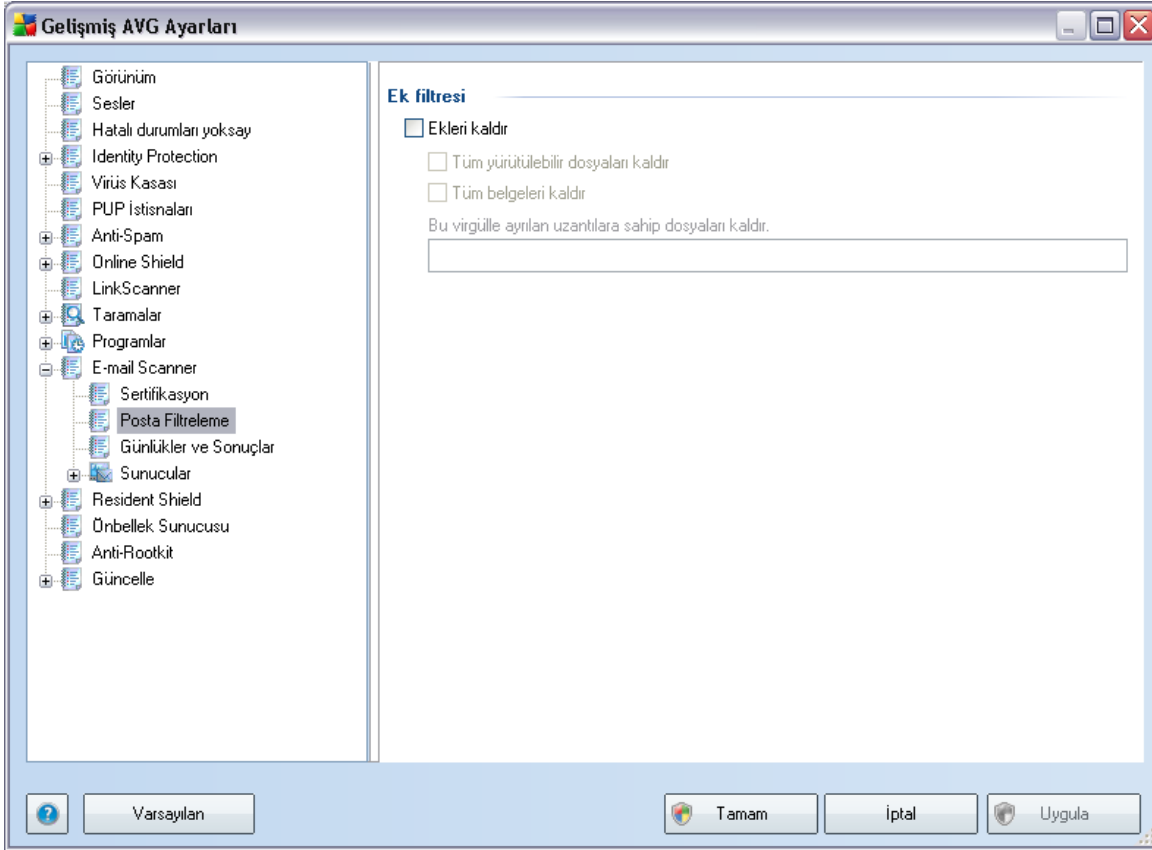 Gelişmiş AVG Ayarları
Görünüm
Sesler
Hatalı durumları yoksay
Identity Protection
Virüs Kasası
PUP İstisnaları
Anti-Spam
Online Shield
LinkScanner
Taramalar
Programlar
E-mail Scanner
Sertifikasyon
Posta Filtreleme
Günlükler ve Sonuçlar
Sunucular
Resident Shield
Önbellek Sunucusu
Anti-Rootkit
Güncelle
Ek filtresi
Ekleri kaldır
Tüm yürütülebilir dosyaları kaldır
Tüm belgeleri kaldır
Bu virgülle ayrılan uzantılara sahip dosyaları kaldır.
Varsayılan
Tamam
İptal
Uygula